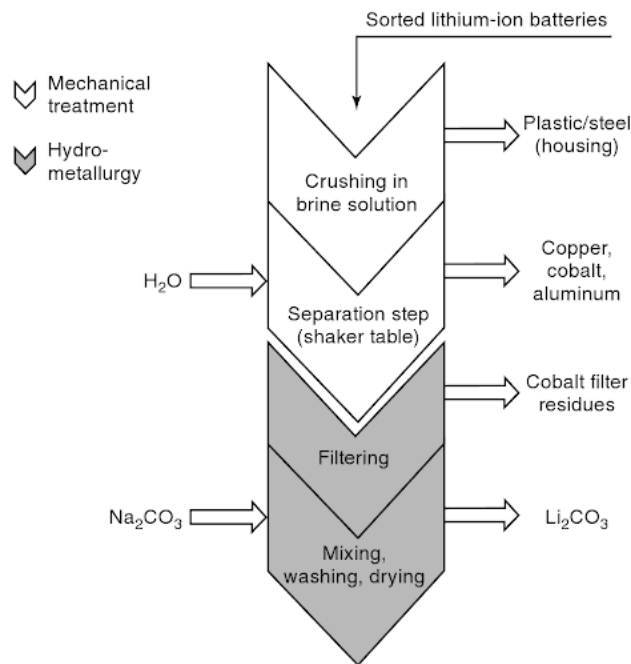 Sorted lithium-ion batteries
Mechanical
treatment
Hydro-
metallurgy
Plastic/steel
(housing)
Crushing in
brine solution
H₂O
Copper,
cobalt,
aluminum
Separation step
(shaker table)
Cobalt filter
residues
Filtering
Na₂CO₃
Li₂CO₃
Mixing,
washing, drying